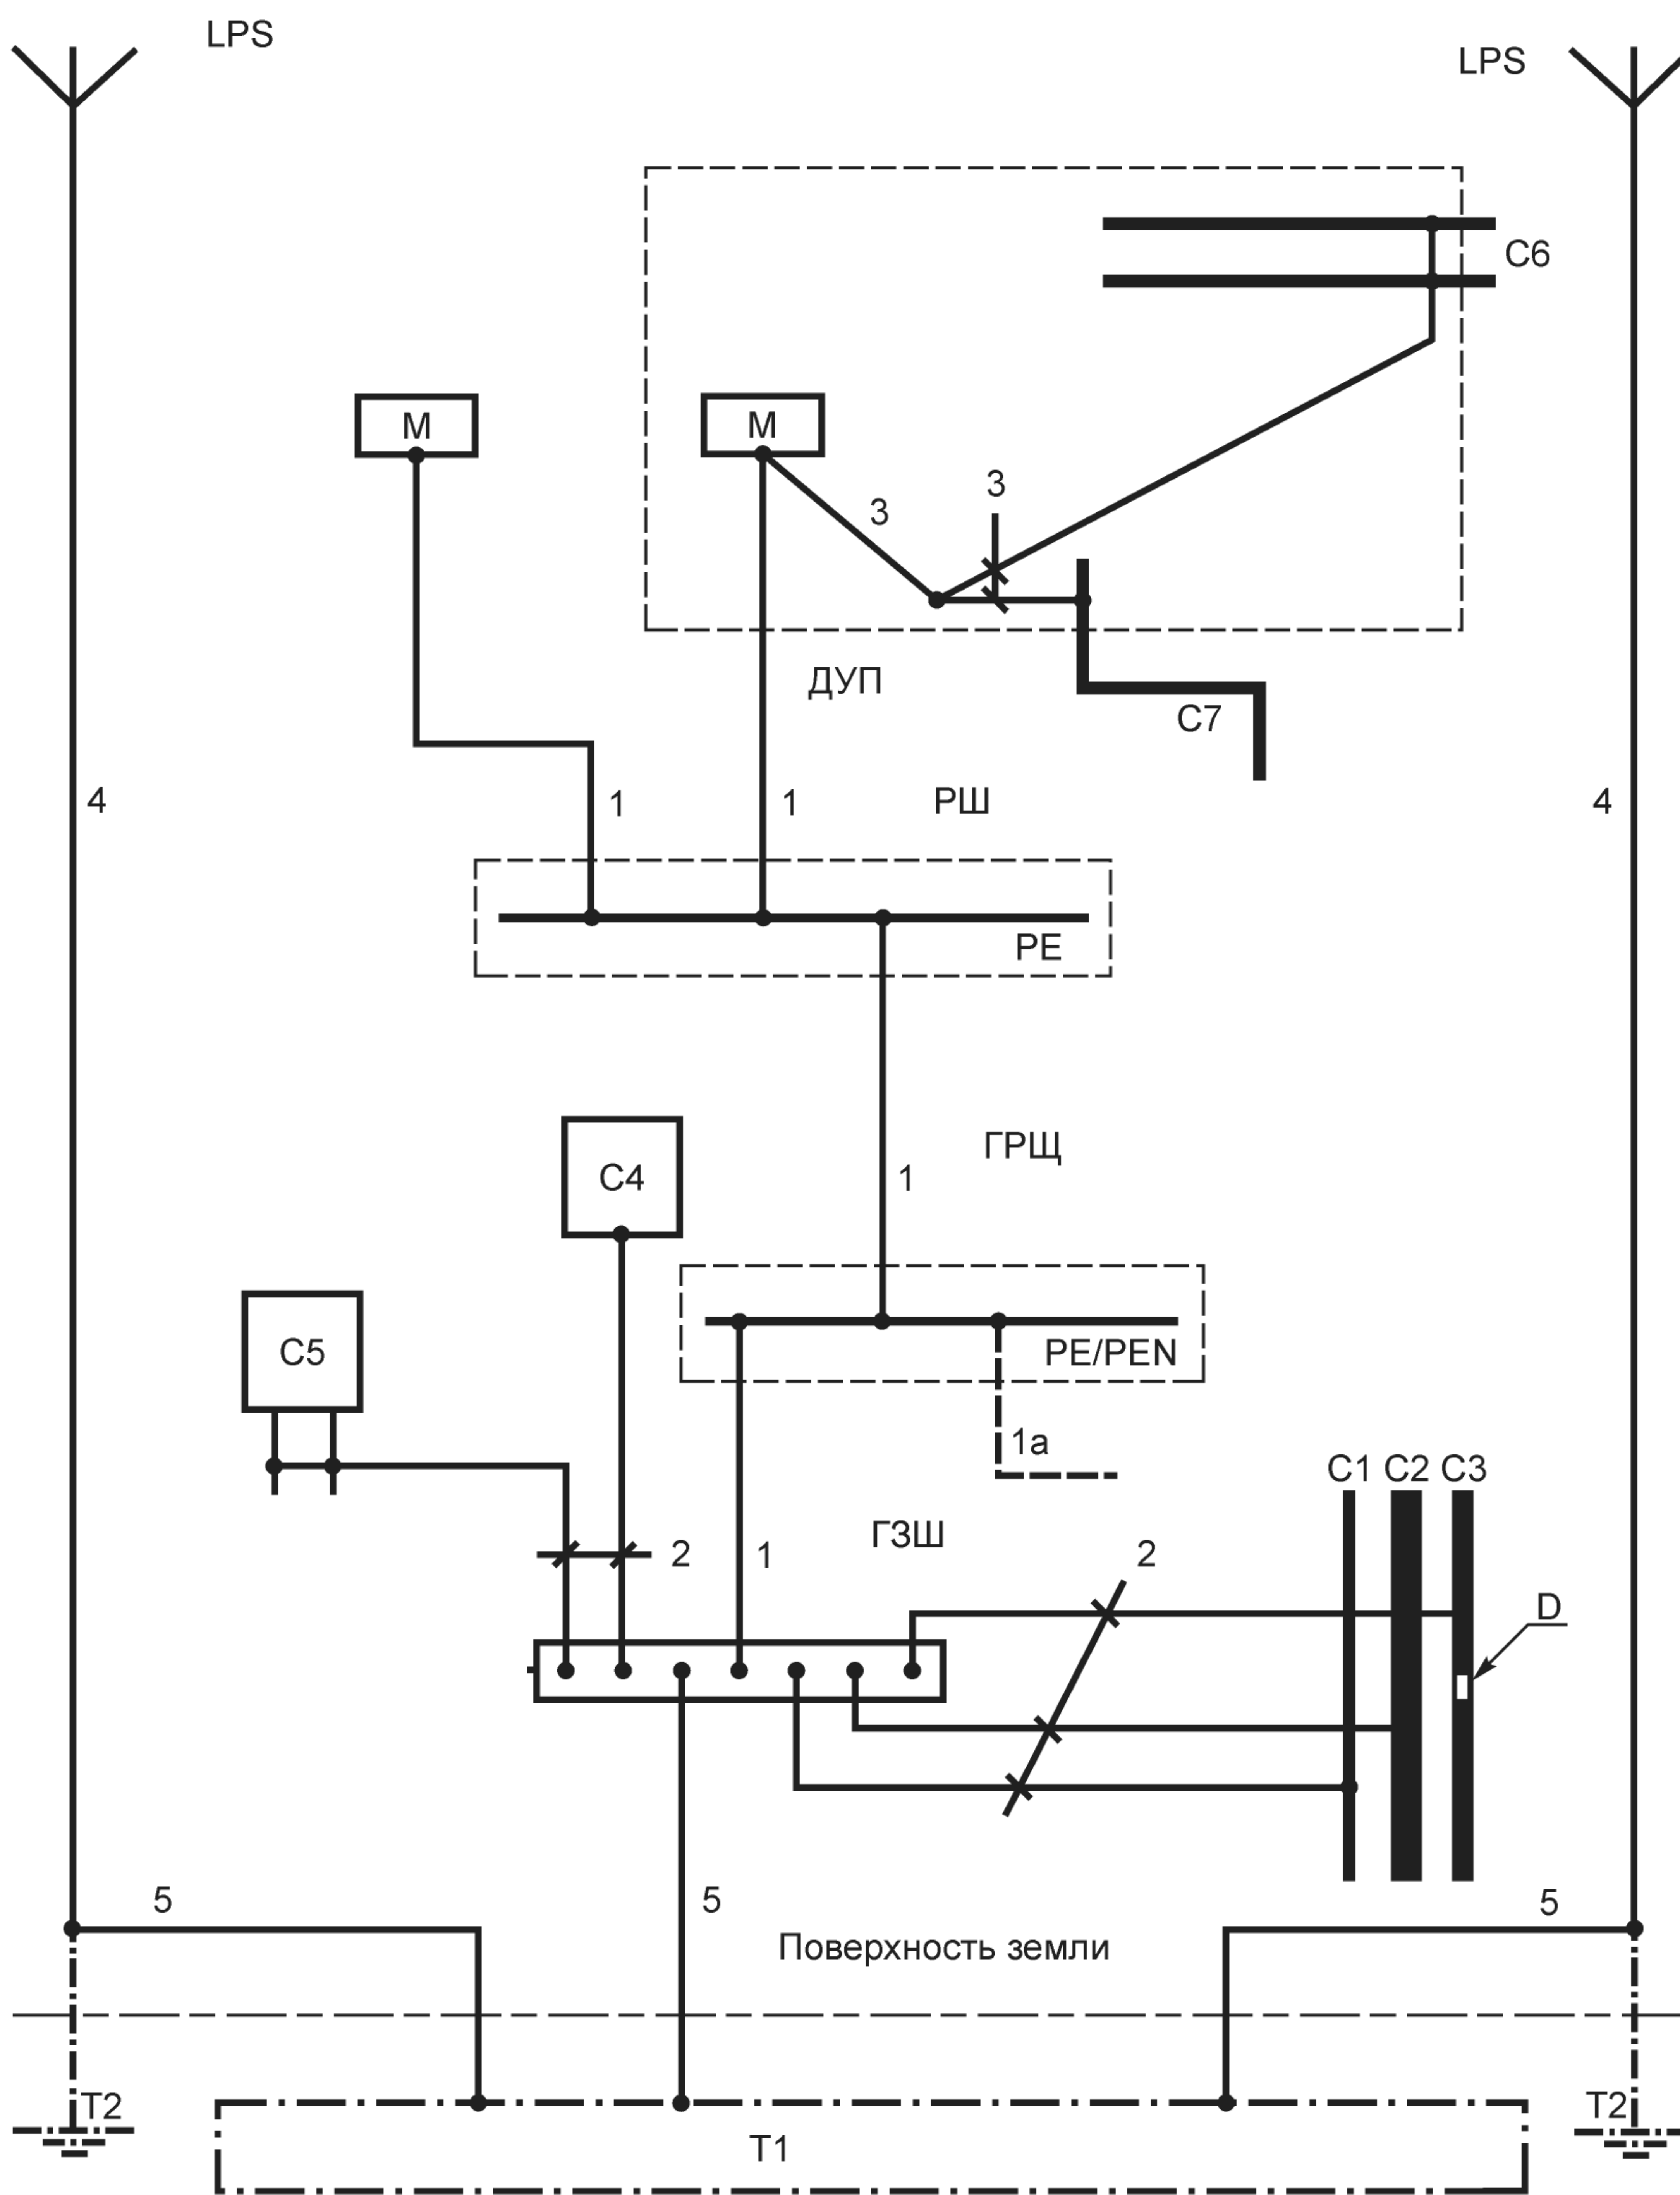 LPS
LPS
C6
M
M
3
3
ДУП
C7
4
1
1
РШ
4
PE
ГРЩ
C4
1
C5
PE/PEN
1a
C1 C2 C3
ГЗШ
2
1
2
D
5
5
5
Поверхность земли
T2
T2
T1